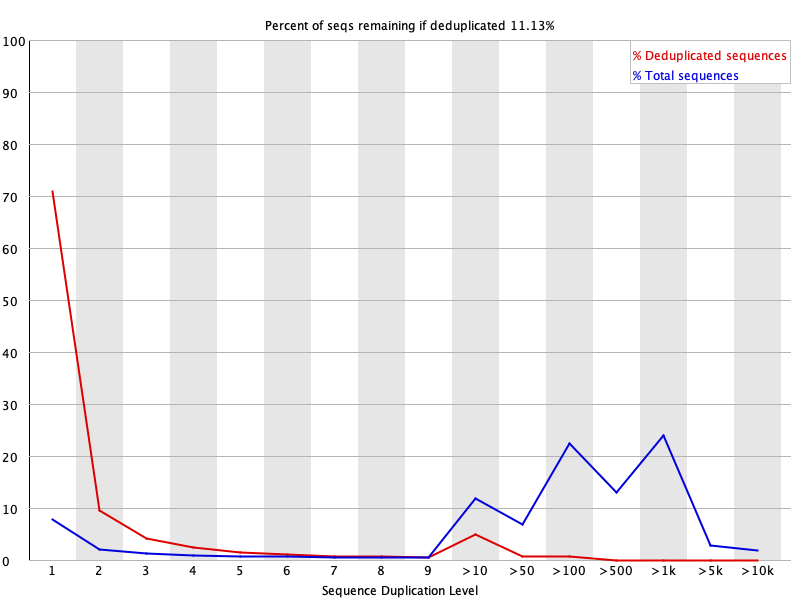 Percent of seqs remaining if deduplicated 11.13%
% Deduplicated sequences
% Total sequences
100
90
80
70
60
50
40
30
20
10
0
1 2 3 4 5 6 7 8 9 >10 >50 >100 >500 >1k >5k >10k
Sequence Duplication Level